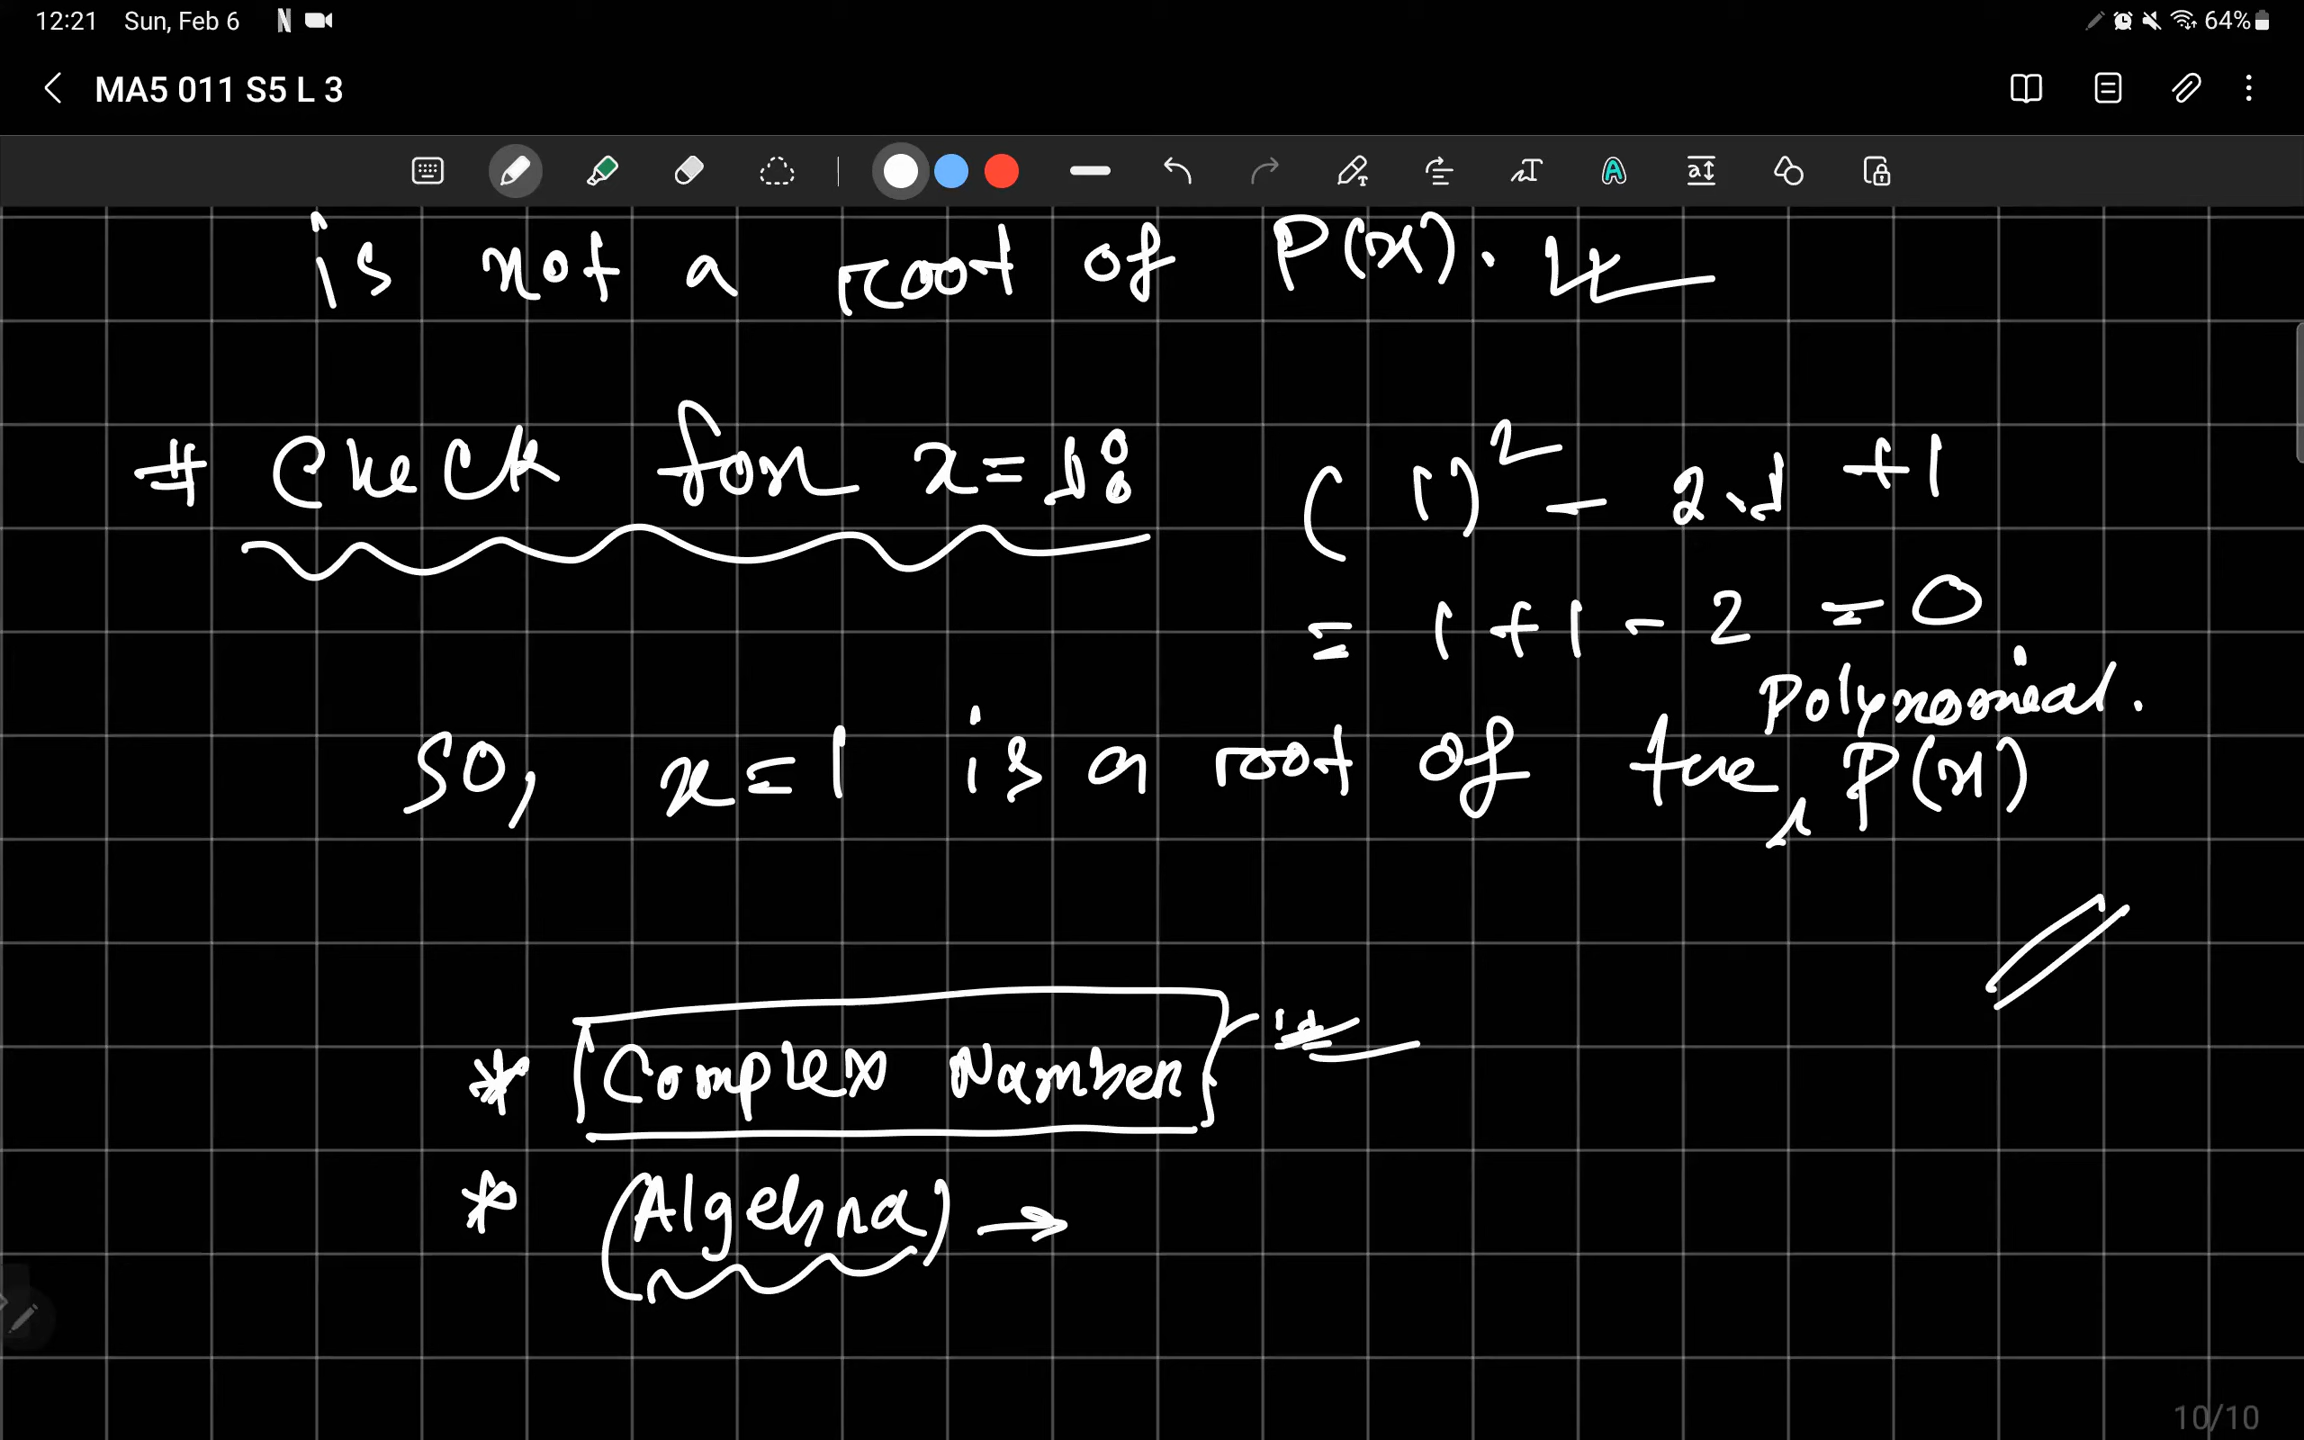 12:21 Sun, Feb 6 N 64%
MA5 011 S5 L 3
is not a root of P(x).
# Check for x=1: (1)² - 2.1 +1
= 1+1-2 = 0
Polynomial.
So, x=1 is a root of the P(x)
* Complex Number
* (Algebra) →
10/10